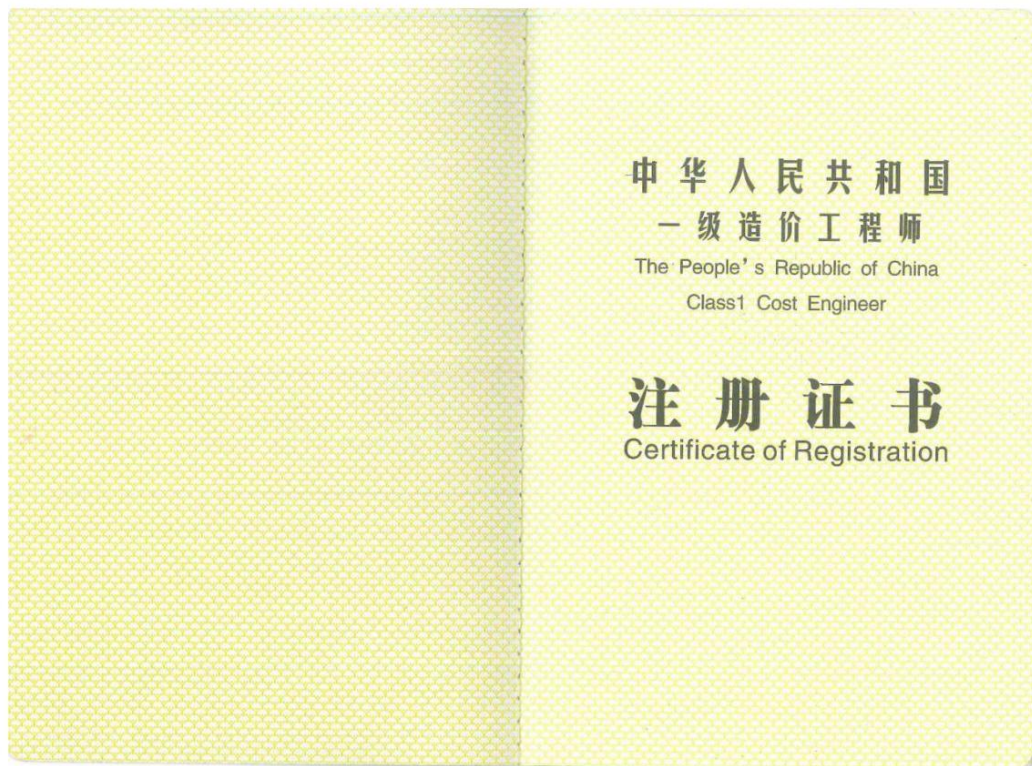 中华人民共和国
一级造价工程师
The People's Republic of China
Class1 Cost Engineer
注册证书
Certificate of Registration